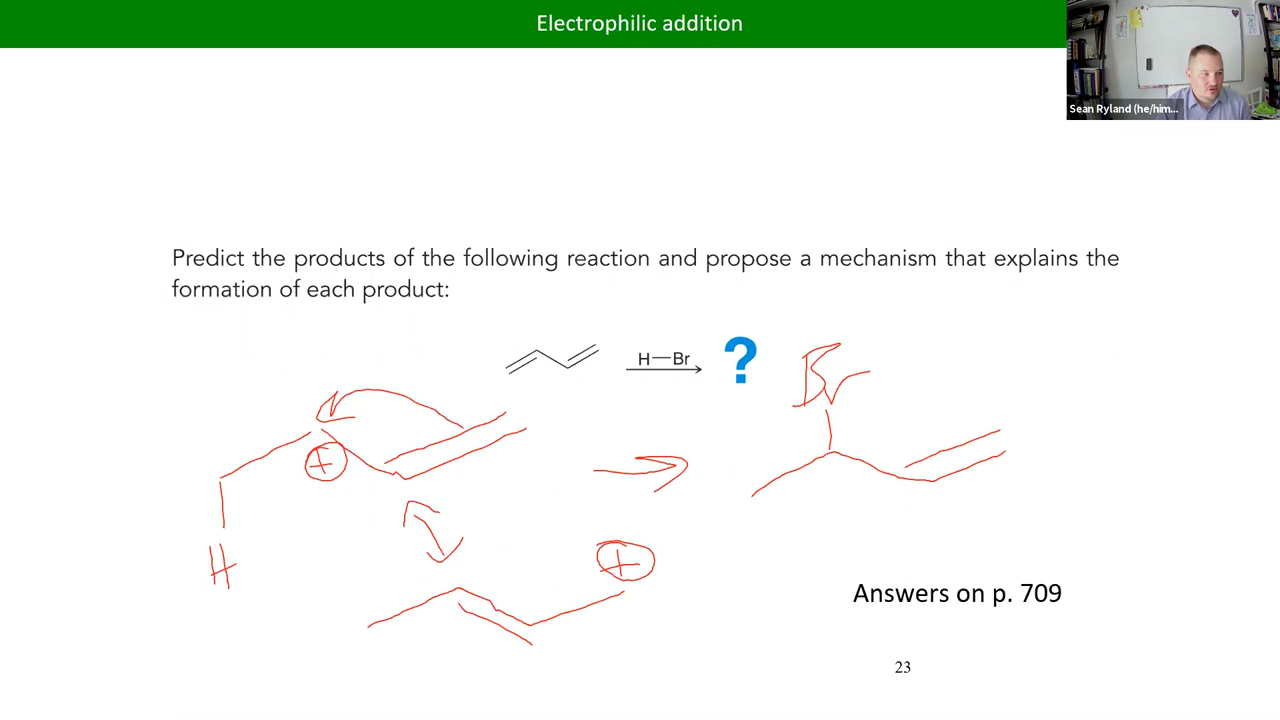 Electrophilic addition
Sean Ryland (he/him...
Predict the products of the following reaction and propose a mechanism that explains the
formation of each product:
H—Br
?
Br
+
H
+
Answers on p. 709
23